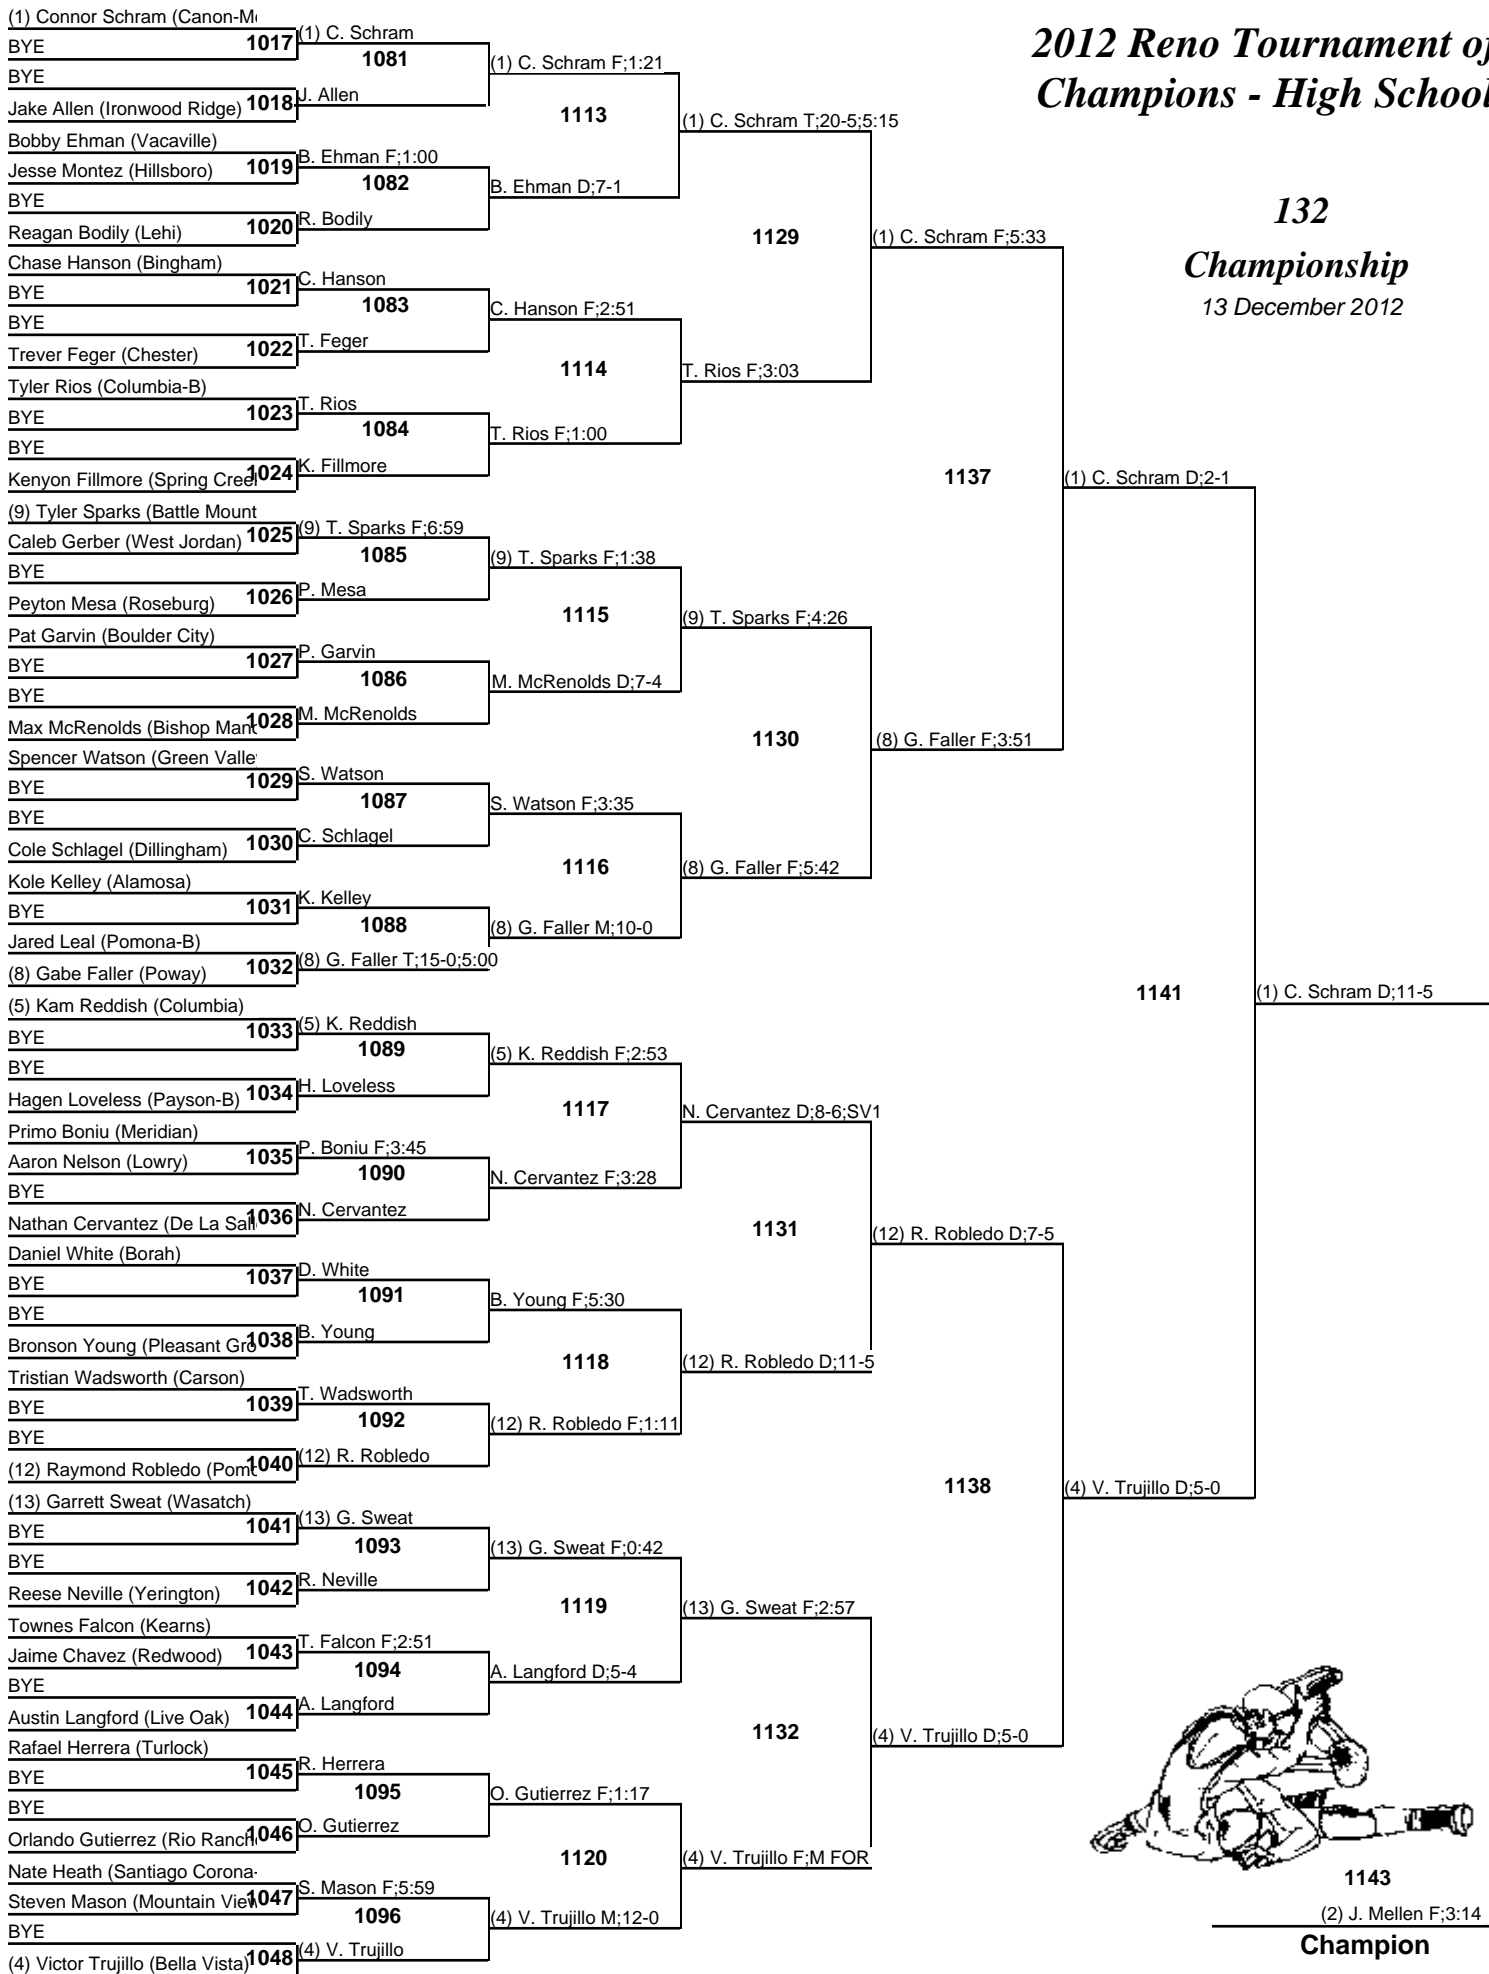 2012 Reno Tournament of
Champions - High School
132
Championship
13 December 2012
(1) Connor Schram (Canon-M
BYE
1017
BYE
Jake Allen (Ironwood Ridge)
1018
Bobby Ehman (Vacaville)
Jesse Montez (Hillsboro)
1019
BYE
Reagan Bodily (Lehi)
1020
Chase Hanson (Bingham)
BYE
1021
BYE
Trever Feger (Chester)
1022
Tyler Rios (Columbia-B)
BYE
1023
BYE
Kenyon Fillmore (Spring Creel
1024
(9) Tyler Sparks (Battle Mount
Caleb Gerber (West Jordan)
1025
BYE
Peyton Mesa (Roseburg)
1026
Pat Garvin (Boulder City)
BYE
1027
BYE
Max McRenolds (Bishop Man
1028
Spencer Watson (Green Valle
BYE
1029
BYE
Cole Schlagel (Dillingham)
1030
Kole Kelley (Alamosa)
BYE
1031
Jared Leal (Pomona-B)
(8) Gabe Faller (Poway)
1032
(5) Kam Reddish (Columbia)
BYE
1033
BYE
Hagen Loveless (Payson-B)
1034
Primo Boniu (Meridian)
Aaron Nelson (Lowry)
1035
BYE
Nathan Cervantez (De La Sall
1036
Daniel White (Borah)
BYE
1037
BYE
Bronson Young (Pleasant Gro
1038
Tristian Wadsworth (Carson)
BYE
1039
BYE
(12) Raymond Robledo (Pom
1040
(13) Garrett Sweat (Wasatch)
BYE
1041
BYE
Reese Neville (Yerington)
1042
Townes Falcon (Kearns)
Jaime Chavez (Redwood)
1043
BYE
Austin Langford (Live Oak)
1044
Rafael Herrera (Turlock)
BYE
1045
BYE
Orlando Gutierrez (Rio Ranch
1046
Nate Heath (Santiago Corona-
Steven Mason (Mountain View
1047
BYE
(4) Victor Trujillo (Bella Vista)
1048
(1) C. Schram
1081
J. Allen
B. Ehman F;1:00
1082
R. Bodily
C. Hanson
1083
T. Feger
T. Rios
1084
K. Fillmore
(9) T. Sparks F;6:59
1085
P. Mesa
P. Garvin
1086
M. McRenolds
S. Watson
1087
C. Schlagel
K. Kelley
1088
(8) G. Faller T;15-0;5:00
(5) K. Reddish
1089
H. Loveless
P. Boniu F;3:45
1090
N. Cervantez
D. White
1091
B. Young
T. Wadsworth
1092
(12) R. Robledo
(13) G. Sweat
1093
R. Neville
T. Falcon F;2:51
1094
A. Langford
R. Herrera
1095
O. Gutierrez
S. Mason F;5:59
1096
(4) V. Trujillo
(1) C. Schram F;1:21
1113
B. Ehman D;7-1
C. Hanson F;2:51
1114
T. Rios F;1:00
(9) T. Sparks F;1:38
1115
M. McRenolds D;7-4
S. Watson F;3:35
1116
(8) G. Faller M;10-0
(5) K. Reddish F;2:53
1117
N. Cervantez F;3:28
B. Young F;5:30
1118
(12) R. Robledo F;1:11
(13) G. Sweat F;0:42
1119
A. Langford D;5-4
O. Gutierrez F;1:17
1120
(4) V. Trujillo M;12-0
(1) C. Schram T;20-5;5:15
1129
T. Rios F;3:03
(9) T. Sparks F;4:26
1130
(8) G. Faller F;5:42
N. Cervantez D;8-6;SV1
1131
(12) R. Robledo D;11-5
(13) G. Sweat F;2:57
1132
(4) V. Trujillo F;M FOR
(1) C. Schram F;5:33
1137
(8) G. Faller F;3:51
(12) R. Robledo D;7-5
1138
(4) V. Trujillo D;5-0
(1) C. Schram D;2-1
1141
(4) V. Trujillo D;5-0
(1) C. Schram D;11-5
1143
(2) J. Mellen F;3:14
Champion